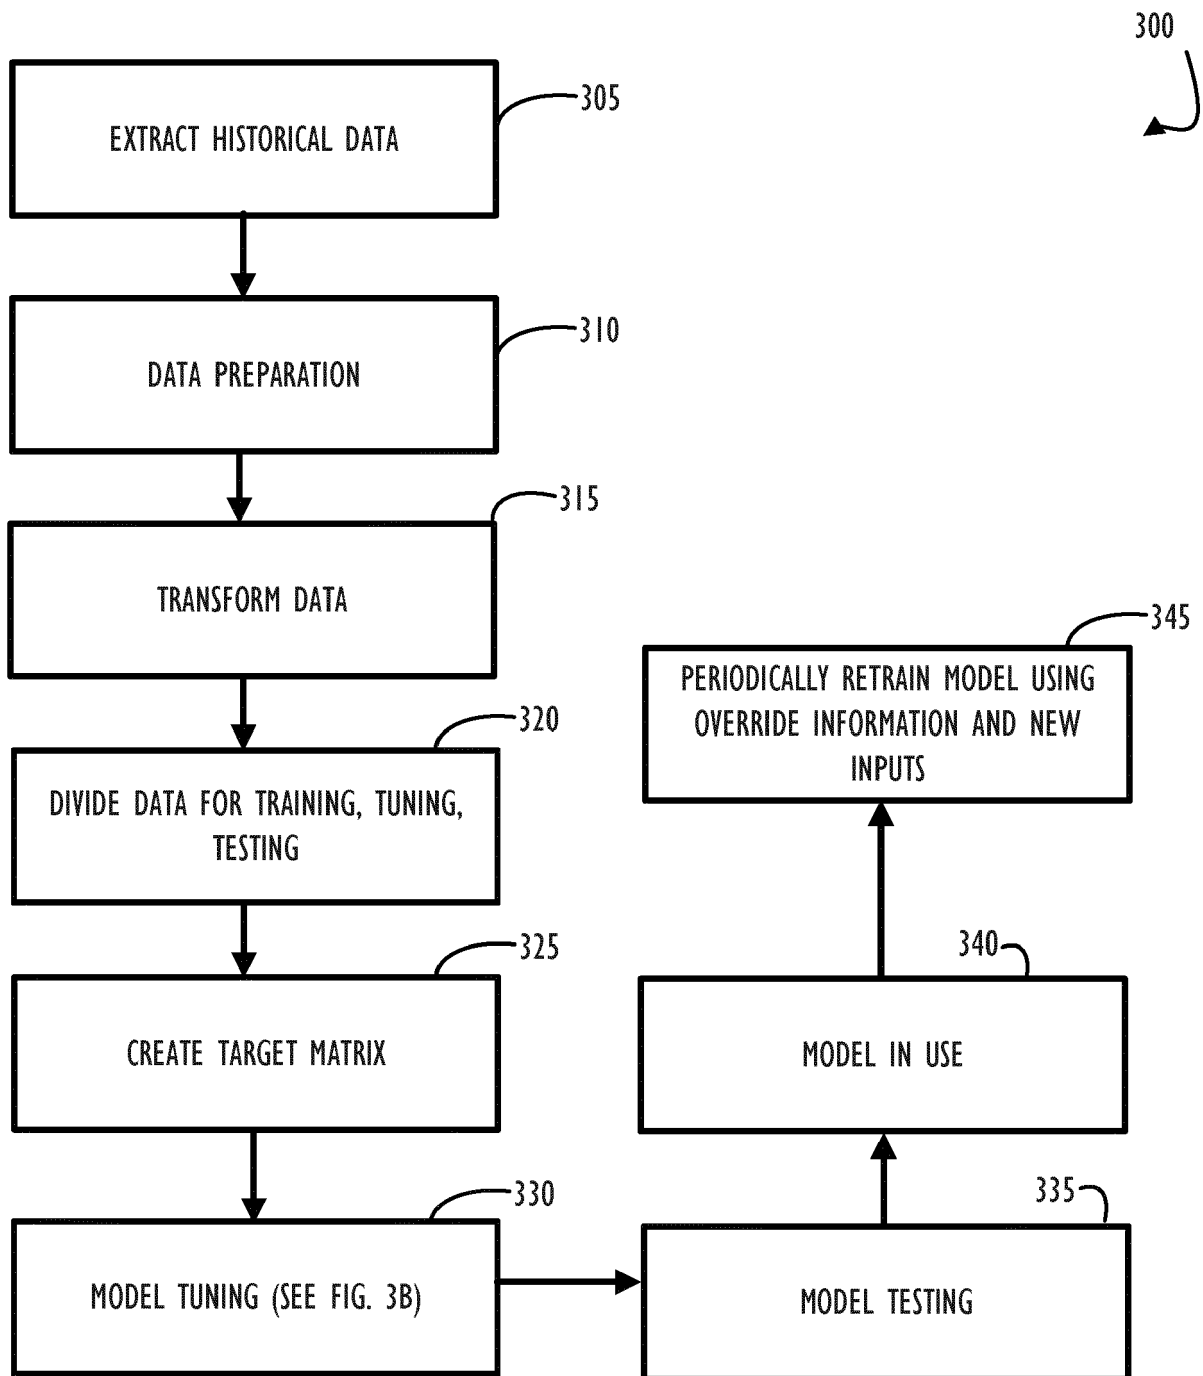 300
305
EXTRACT HISTORICAL DATA
310
DATA PREPARATION
315
TRANSFORM DATA
320
DIVIDE DATA FOR TRAINING, TUNING,
TESTING
325
CREATE TARGET MATRIX
330
MODEL TUNING (SEE FIG. 3B)
335
MODEL TESTING
340
MODEL IN USE
345
PERIODICALLY RETRAIN MODEL USING
OVERRIDE INFORMATION AND NEW
INPUTS